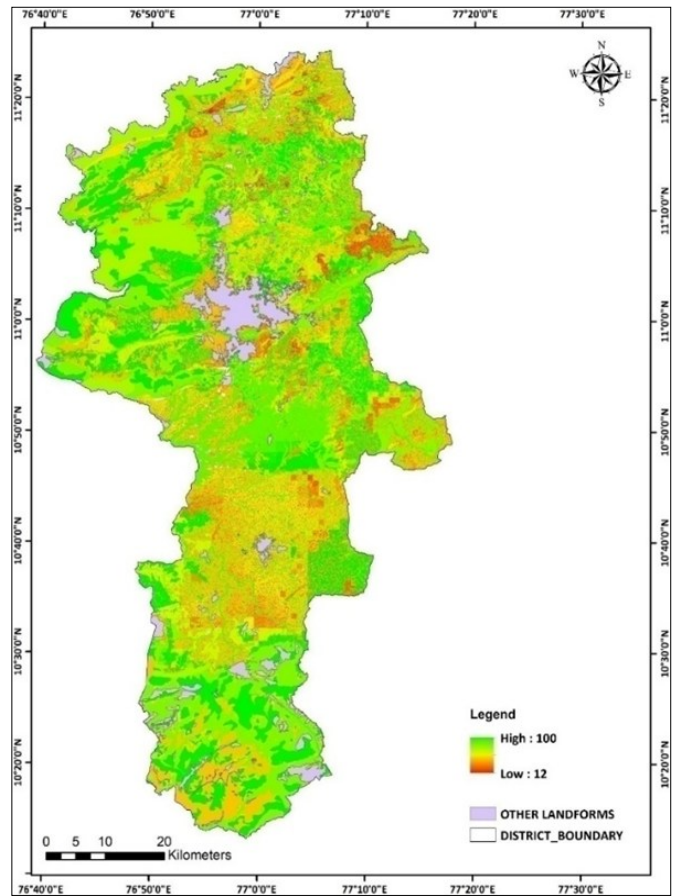 76°40'0"E 76°50'0"E 77°0'0"E 77°10'0"E 77°20'0"E 77°30'0"E
N
W E
S
11°20'0"N 11°20'0"N
11°10'0"N 11°10'0"N
11°0'0"N 11°0'0"N
10°50'0"N 10°50'0"N
10°40'0"N 10°40'0"N
10°30'0"N 10°30'0"N
Legend
High : 100
Low : 12
10°20'0"N 10°20'0"N
OTHER LANDFORMS
DISTRICT_BOUNDARY
0 5 10 20
Kilometers
76°40'0"E 76°50'0"E 77°0'0"E 77°10'0"E 77°20'0"E 77°30'0"E